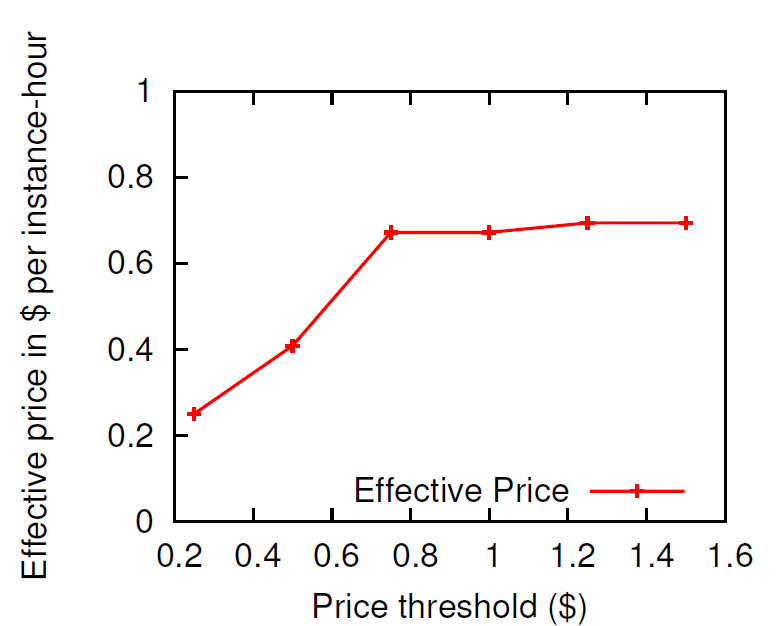 Effective price in $ per instance-hour
1
0.8
0.6
0.4
0.2
0
Effective Price
0.2 0.4 0.6 0.8 1 1.2 1.4 1.6
Price threshold ($)